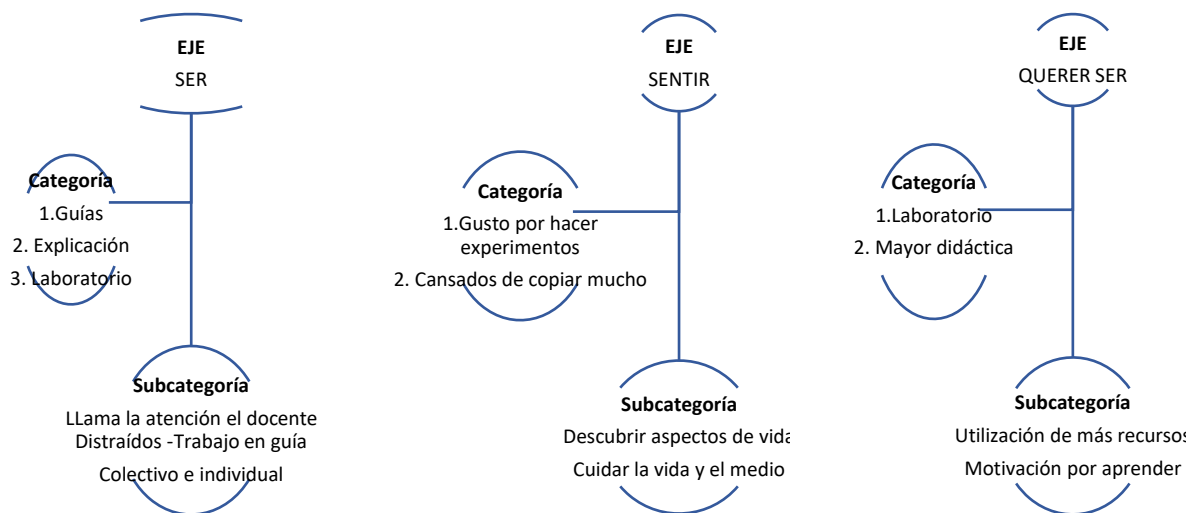 EJE
SER
Categoría
1.Guías
2. Explicación
3. Laboratorio
Subcategoría
LLama la atención el docente
Distraídos -Trabajo en guía
Colectivo e individual
EJE
SENTIR
Categoría
1.Gusto por hacer
experimentos
2. Cansados de copiar mucho
Subcategoría
Descubrir aspectos de vida
Cuidar la vida y el medio
EJE
QUERER SER
Categoría
1.Laboratorio
2. Mayor didáctica
Subcategoría
Utilización de más recursos
Motivación por aprender